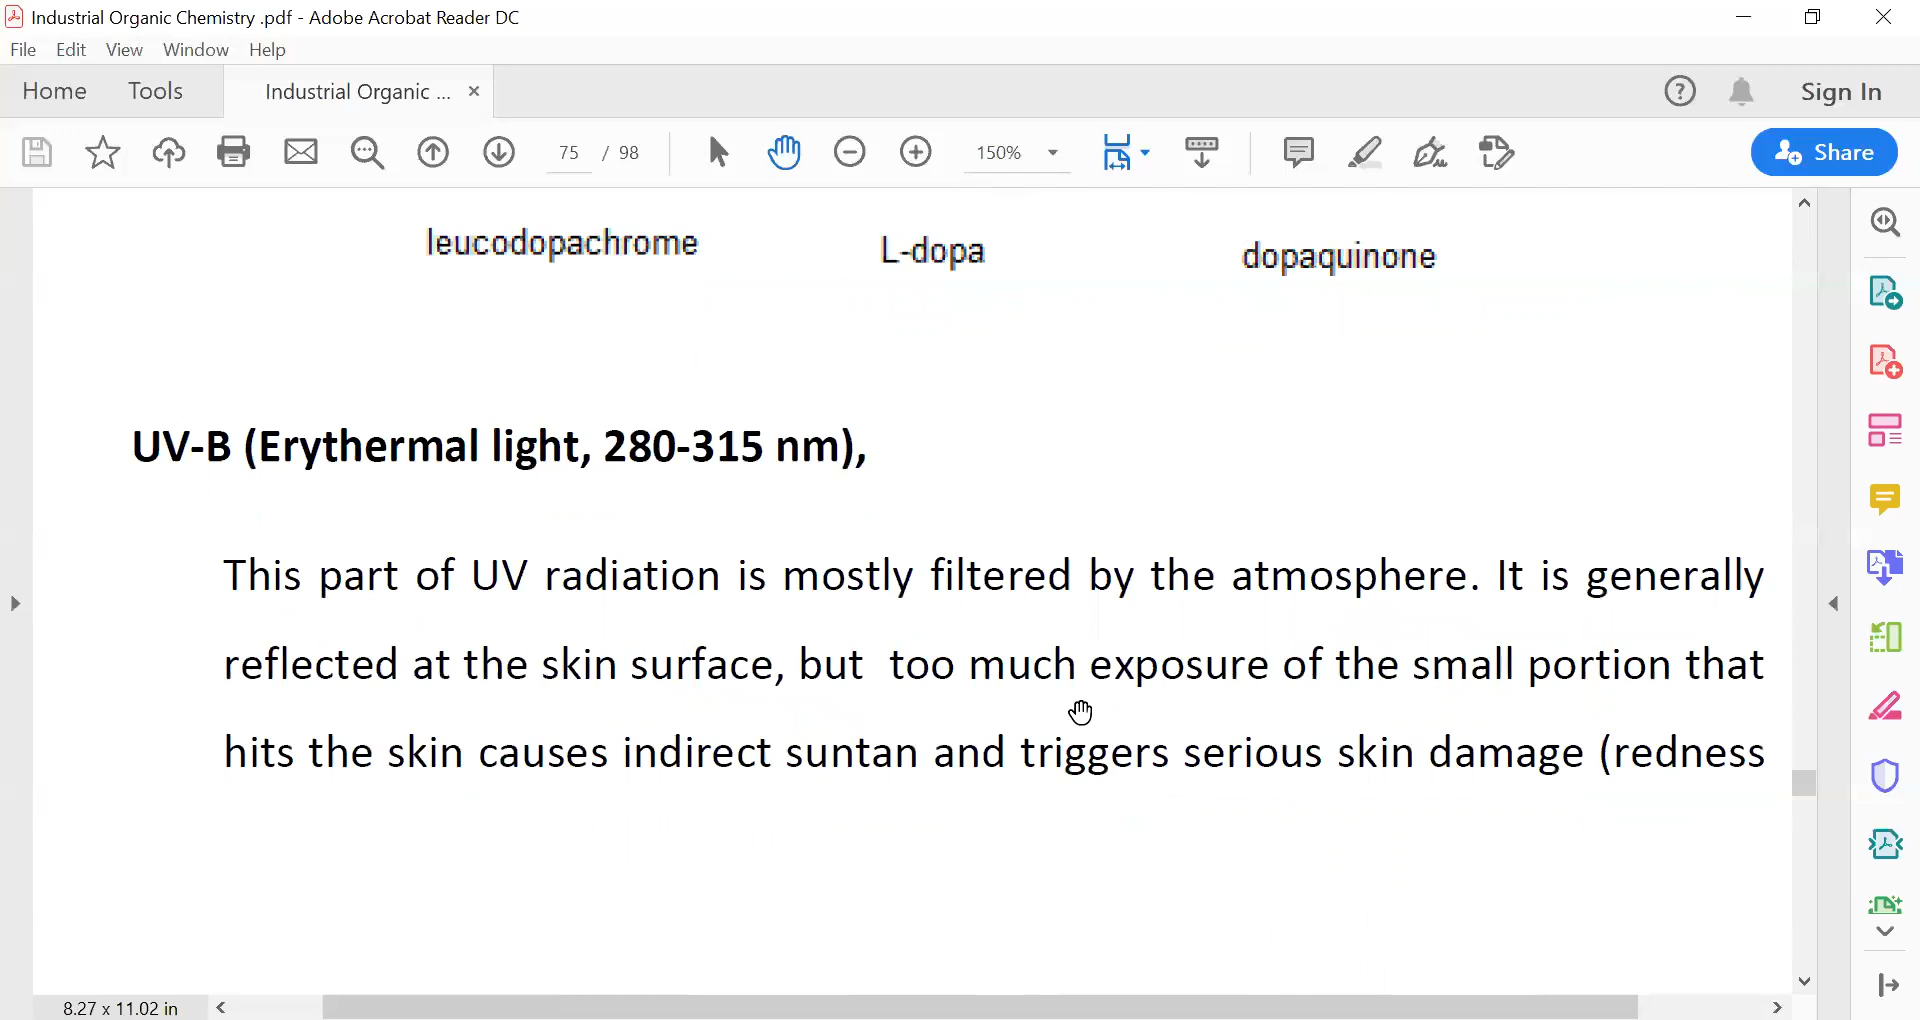 Industrial Organic Chemistry .pdf - Adobe Acrobat Reader DC
File Edit View Window Help
Home Tools Industrial Organic ... × Sign In
75 / 98 150% Share
leucodopachrome L-dopa dopaquinone
UV-B (Erythermal light, 280-315 nm),
This part of UV radiation is mostly filtered by the atmosphere. It is generally
reflected at the skin surface, but too much exposure of the small portion that
hits the skin causes indirect suntan and triggers serious skin damage (redness
8.27 x 11.02 in